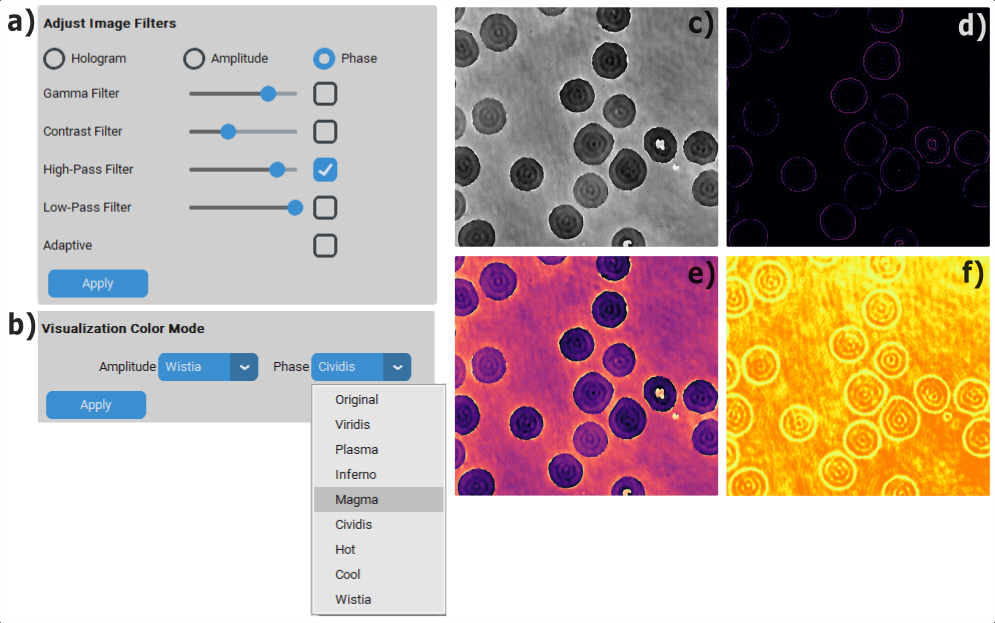 a)
Adjust Image Filters
Hologram Amplitude Phase
Gamma Filter
Contrast Filter
High-Pass Filter
Low-Pass Filter
Adaptive
Apply
b)
Visualization Color Mode
Amplitude Wistia Phase Cividis
Apply
Original
Viridis
Plasma
Inferno
Magma
Cividis
Hot
Cool
Wistia
c)
d)
e)
f)